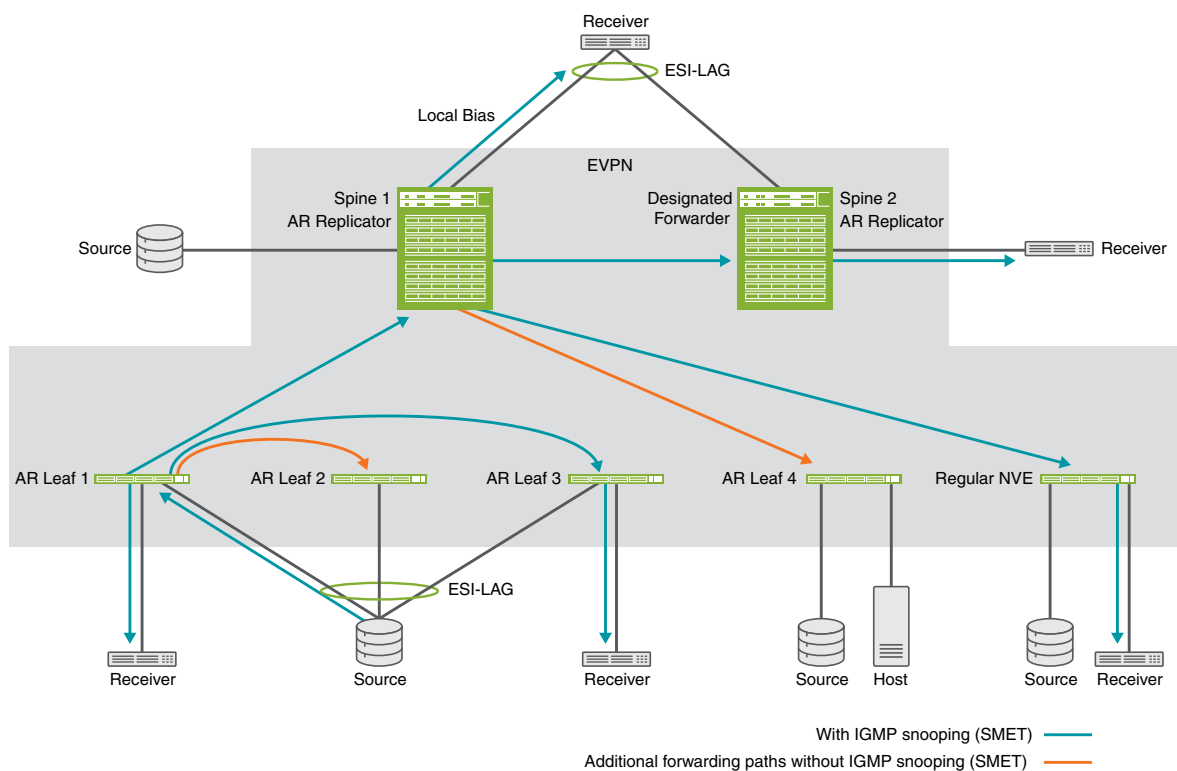 Receiver
ESI-LAG
Local Bias
EVPN
Spine 1
AR Replicator
Designated
Forwarder
Spine 2
AR Replicator
Source
Receiver
AR Leaf 1
AR Leaf 2
AR Leaf 3
AR Leaf 4
Regular NVE
ESI-LAG
Receiver
Source
Receiver
Source
Host
Source
Receiver
With IGMP snooping (SMET)
Additional forwarding paths without IGMP snooping (SMET)